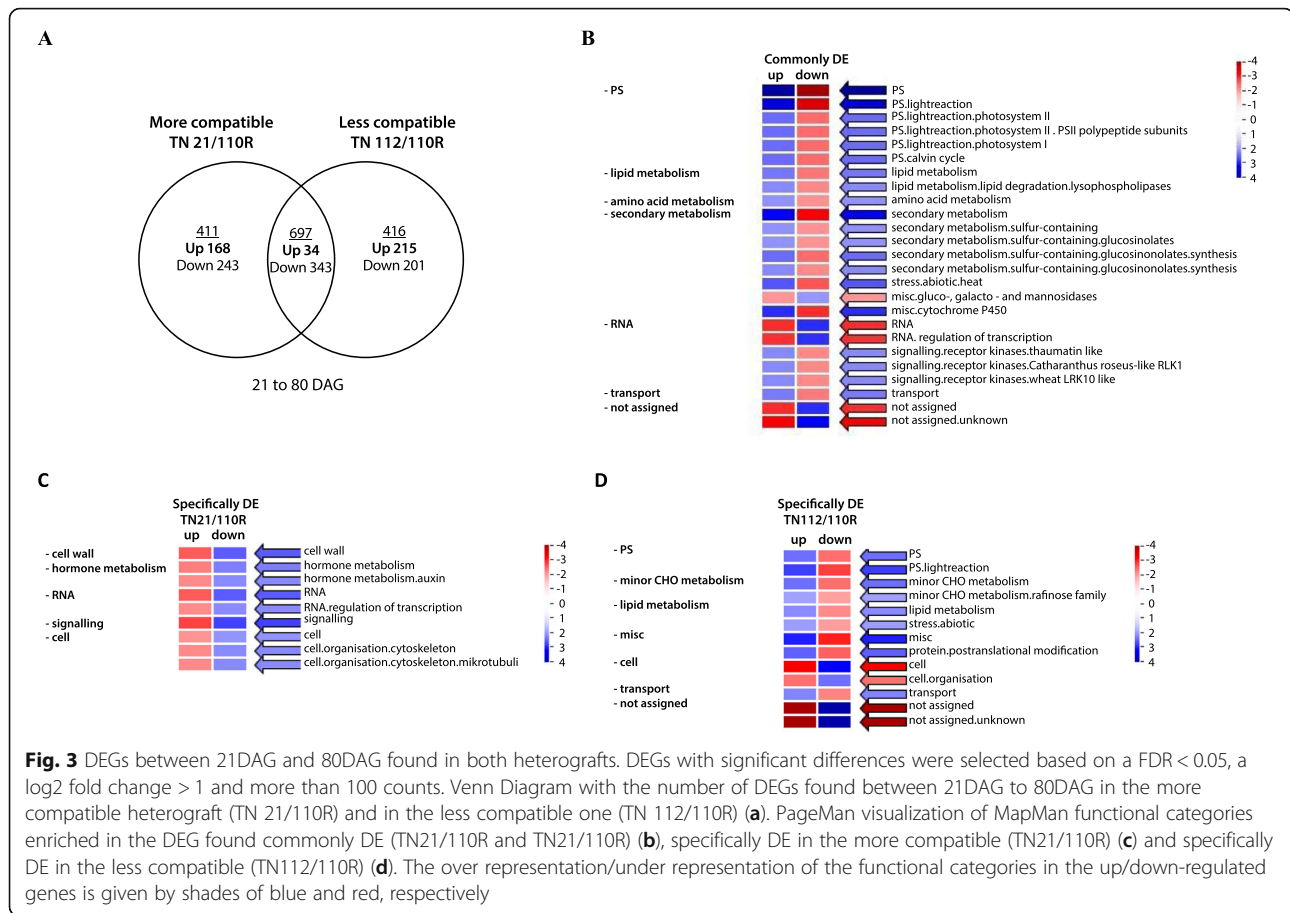 A
More compatible
TN 21/110R
Less compatible
TN 112/110R
411
Up 168
Down 243
697
Up 34
Down 343
416
Up 215
Down 201
21 to 80 DAG
B
Commonly DE
up down
- PS
- lipid metabolism
- amino acid metabolism
- secondary metabolism
- RNA
- transport
- not assigned
PS
PS.lightreaction
PS.lightreaction.photosystem II
PS.lightreaction.photosystem II . PSII polypeptide subunits
PS.lightreaction.photosystem I
PS.calvin cycle
lipid metabolism
lipid metabolism.lipid degradation.lysophospholipases
amino acid metabolism
secondary metabolism
secondary metabolism.sulfur-containing
secondary metabolism.sulfur-containing.glucosinolates
secondary metabolism.sulfur-containing.glucosinonolates.synthesis
secondary metabolism.sulfur-containing.glucosinonolates.synthesis
stress.abiotic.heat
misc.gluco-, galacto - and mannosidases
misc.cytochrome P450
RNA
RNA. regulation of transcription
signalling.receptor kinases.thaumatin like
signalling.receptor kinases.Catharantus roseus-like RLK1
signalling.receptor kinases.wheat LRK10 like
transport
not assigned
not assigned.unknown
-4
-3
-2
-1
0
1
2
3
4
C
Specifically DE
TN21/110R
up down
- cell wall
- hormone metabolism
- RNA
- signalling
- cell
cell wall
hormone metabolism
hormone metabolism.auxin
RNA
RNA.regulation of transcription
signalling
cell
cell.organisation.cytoskeleton
cell.organisation.cytoskeleton.mikrotubuli
-4
-3
-2
-1
0
1
2
3
4
D
Specifically DE
TN112/110R
up down
- PS
- minor CHO metabolism
- lipid metabolism
- misc
- cell
- transport
- not assigned
PS
PS.lightreaction
minor CHO metabolism
minor CHO metabolism.rafinose family
lipid metabolism
stress.abiotic
misc
protein.postranslational modification
cell
cell.organisation
transport
not assigned
not assigned.unknown
-4
-3
-2
-1
0
1
2
3
4
Fig. 3 DEGs between 21DAG and 80DAG found in both heterografts. DEGs with significant differences were selected based on a FDR < 0.05, a
log2 fold change > 1 and more than 100 counts. Venn Diagram with the number of DEGs found between 21DAG to 80DAG in the more
compatible heterograft (TN 21/110R) and in the less compatible one (TN 112/110R) (a). PageMan visualization of MapMan functional categories
enriched in the DEG found commonly DE (TN21/110R and TN21/110R) (b), specifically DE in the more compatible (TN21/110R) (c) and specifically
DE in the less compatible (TN112/110R) (d). The over representation/under representation of the functional categories in the up/down-regulated
genes is given by shades of blue and red, respectively